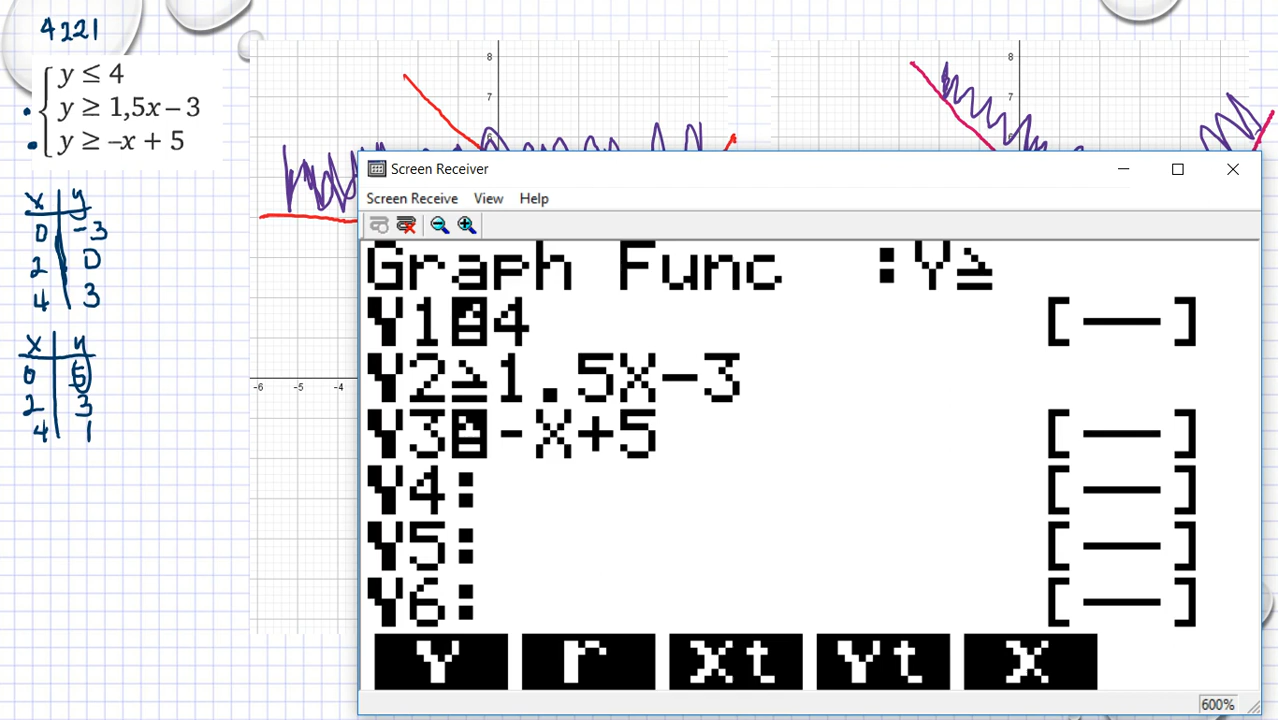 4221
y ≤ 4
y ≥ 1,5x – 3
y ≥ –x + 5
x y
0 -3
2 0
4 3
x y
0 5
2 3
4 1
8
7
6
-6 -5 -4
8
7
Screen Receiver
Screen Receive View Help
Graph Func :Y≥
Y1≥4 [—]
Y2≥1.5X-3
Y3≥-X+5 [—]
Y4: [—]
Y5: [—]
Y6: [—]
Y r Xt Yt X
600%